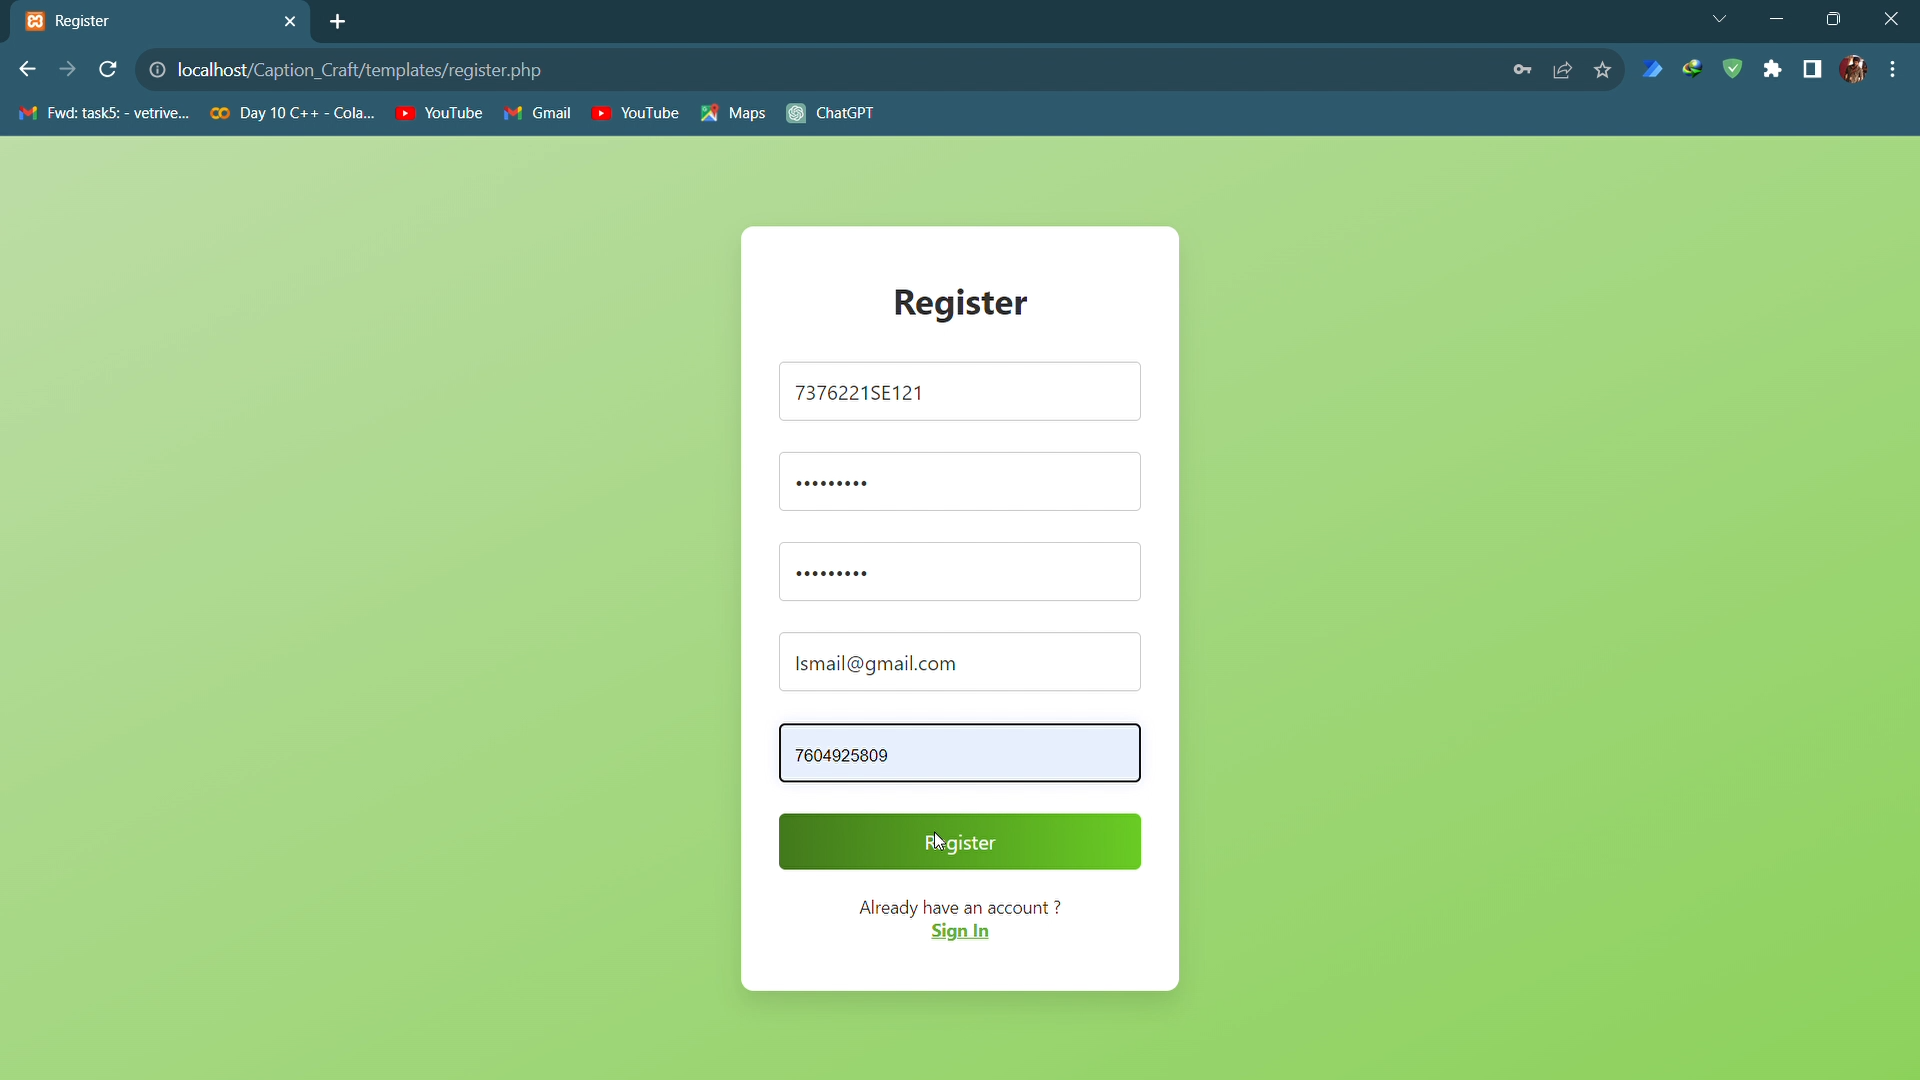 Register
localhost/Caption_Craft/templates/register.php
Fwd: task5: - vetrive...
Day 10 C++ - Cola...
YouTube
Gmail
YouTube
Maps
ChatGPT
Register
7376221SE121
•••••••••
•••••••••
Ismail@gmail.com
7604925809
Register
Already have an account ?
Sign In